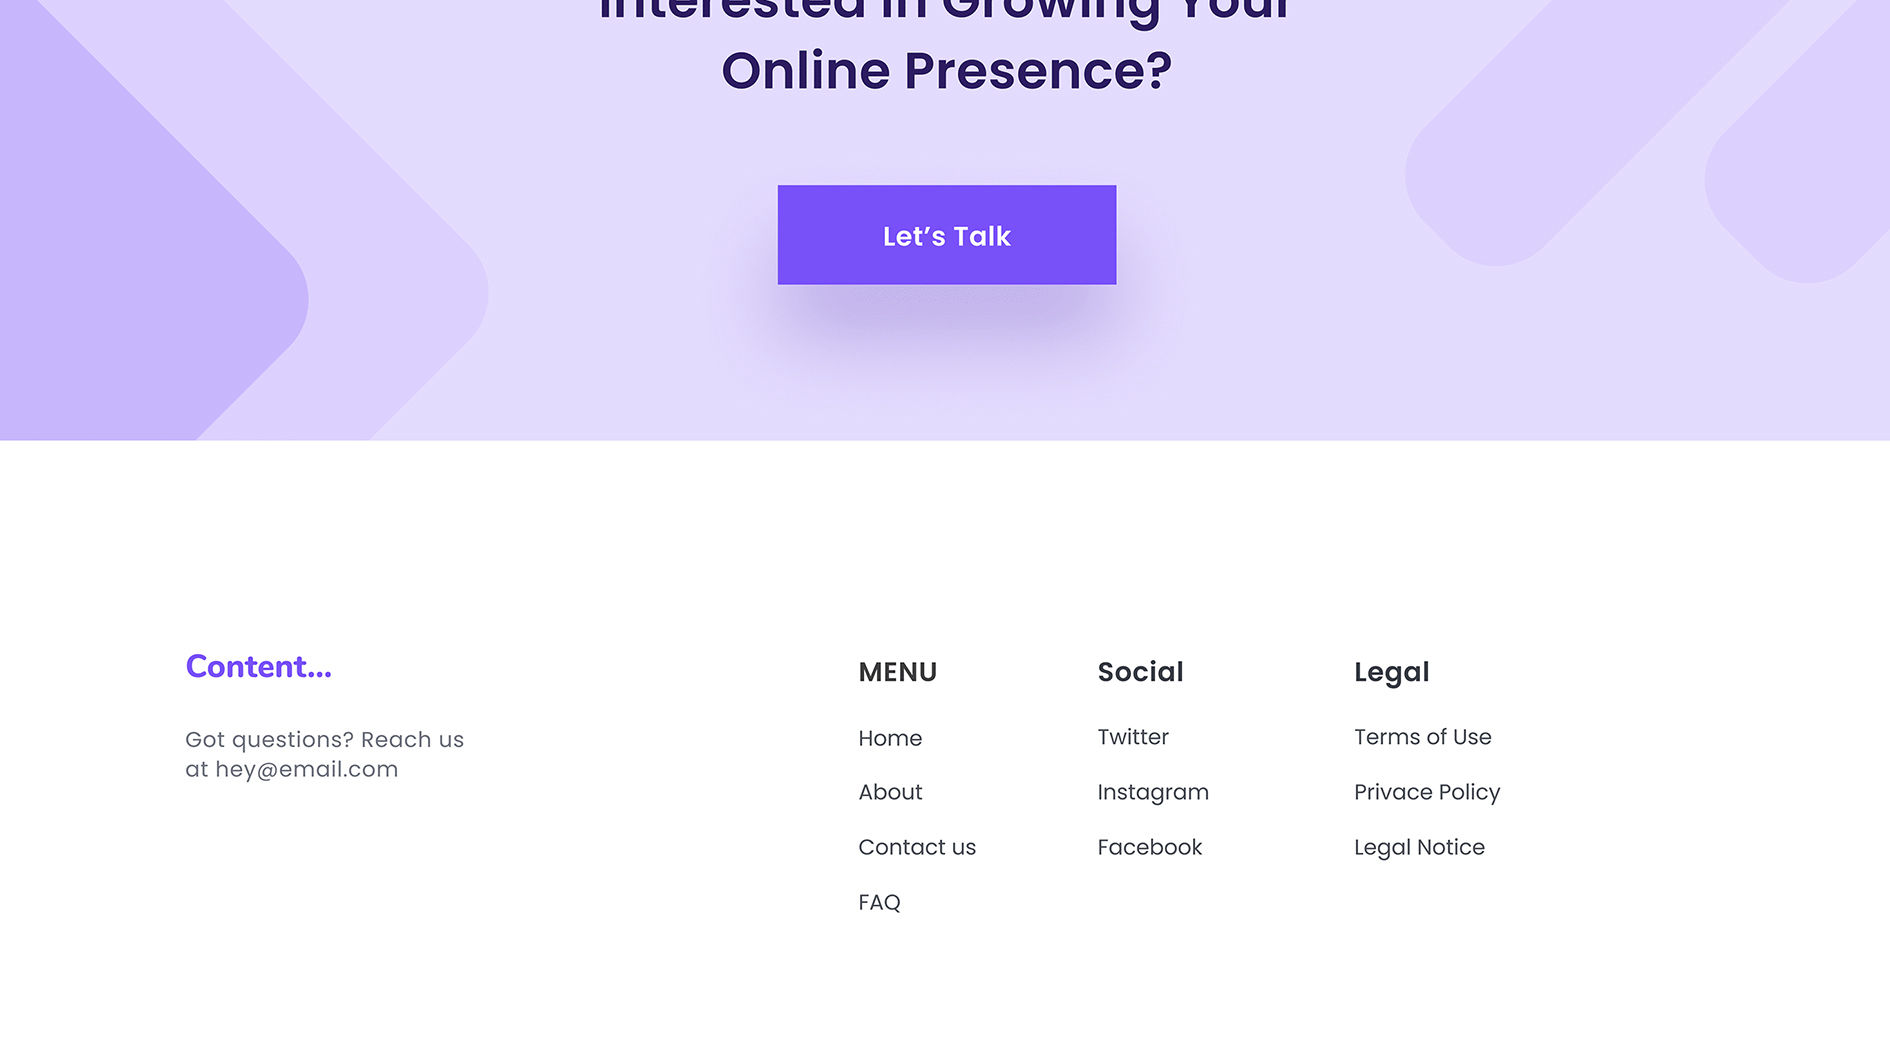 Interested in Growing Your
Online Presence?
Let’s Talk
Content...
Got questions? Reach us
at hey@email.com
MENU
Home
About
Contact us
FAQ
Social
Twitter
Instagram
Facebook
Legal
Terms of Use
Privace Policy
Legal Notice